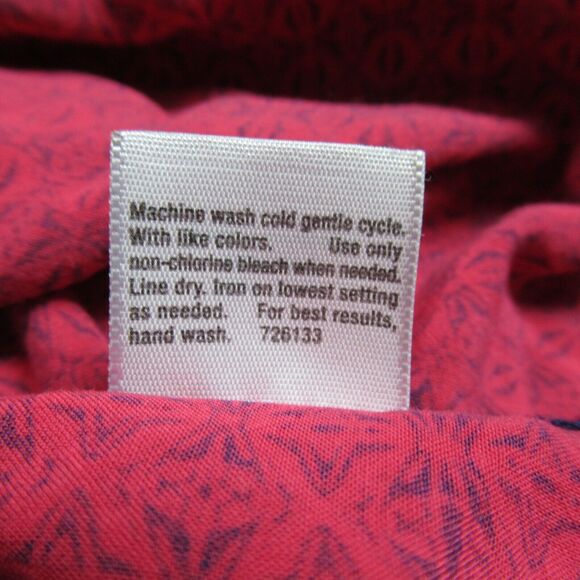 Machine wash cold gentle cycle.
With like colors. Use only
non-chlorine bleach when needed.
Line dry. Iron on lowest setting
as needed. For best results,
hand wash. 726133